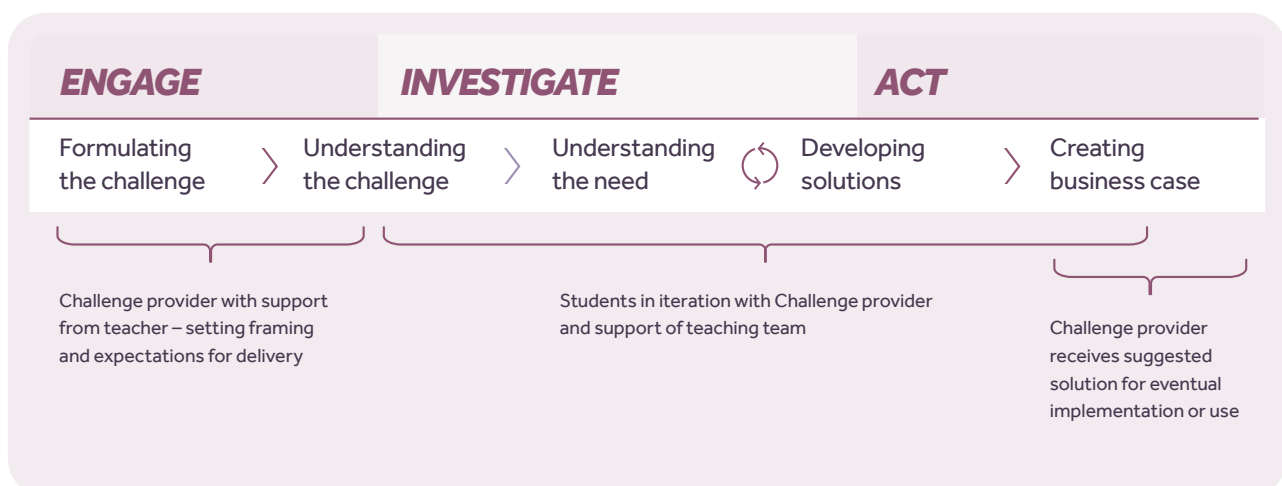 ENGAGE
INVESTIGATE
ACT
Formulating
the challenge
Understanding
the challenge
Understanding
the need
Developing
solutions
Creating
business case
Challenge provider with support
from teacher – setting framing
and expectations for delivery
Students in iteration with Challenge provider
and support of teaching team
Challenge provider
receives suggested
solution for eventual
implementation or use